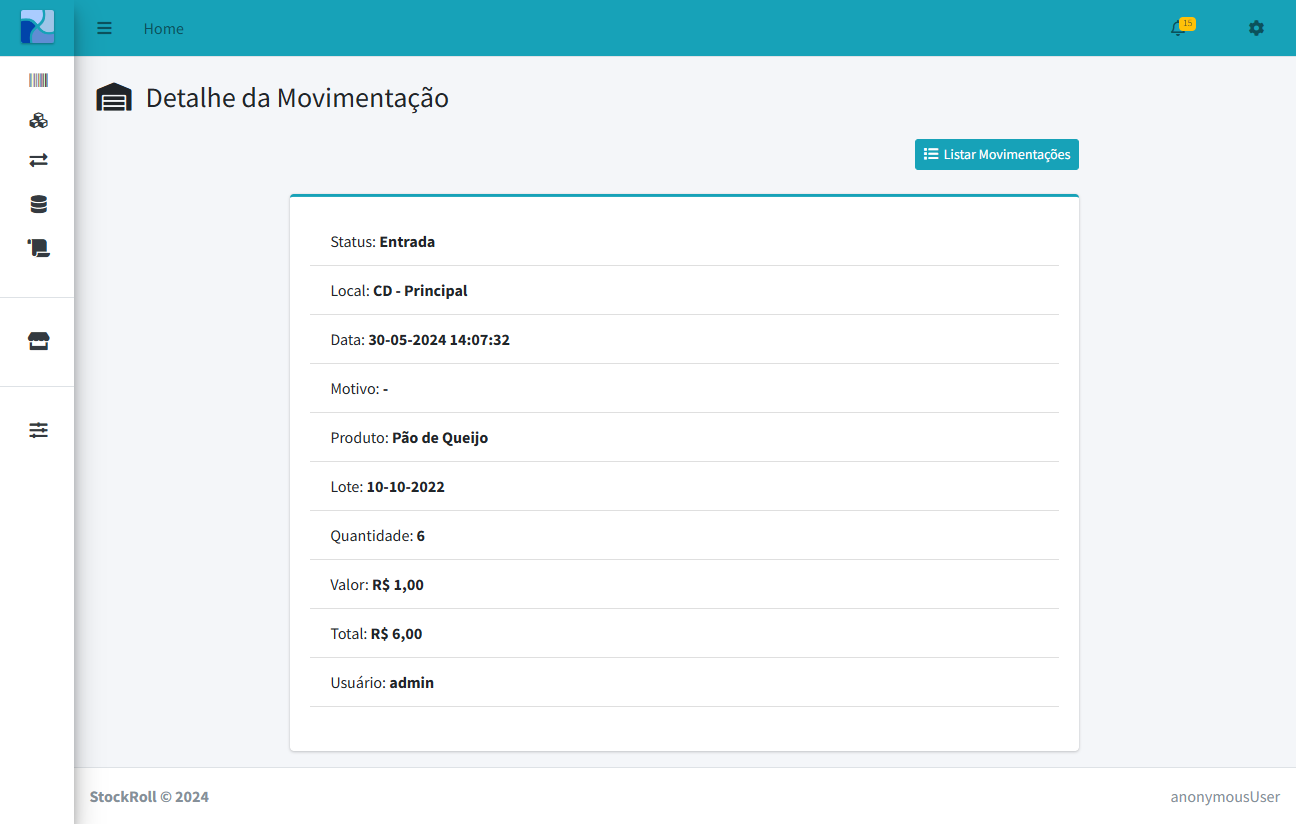 Home
15
Detalhe da Movimentação
Listar Movimentações
Status: Entrada
Local: CD - Principal
Data: 30-05-2024 14:07:32
Motivo: -
Produto: Pão de Queijo
Lote: 10-10-2022
Quantidade: 6
Valor: R$ 1,00
Total: R$ 6,00
Usuário: admin
StockRoll © 2024
anonymousUser